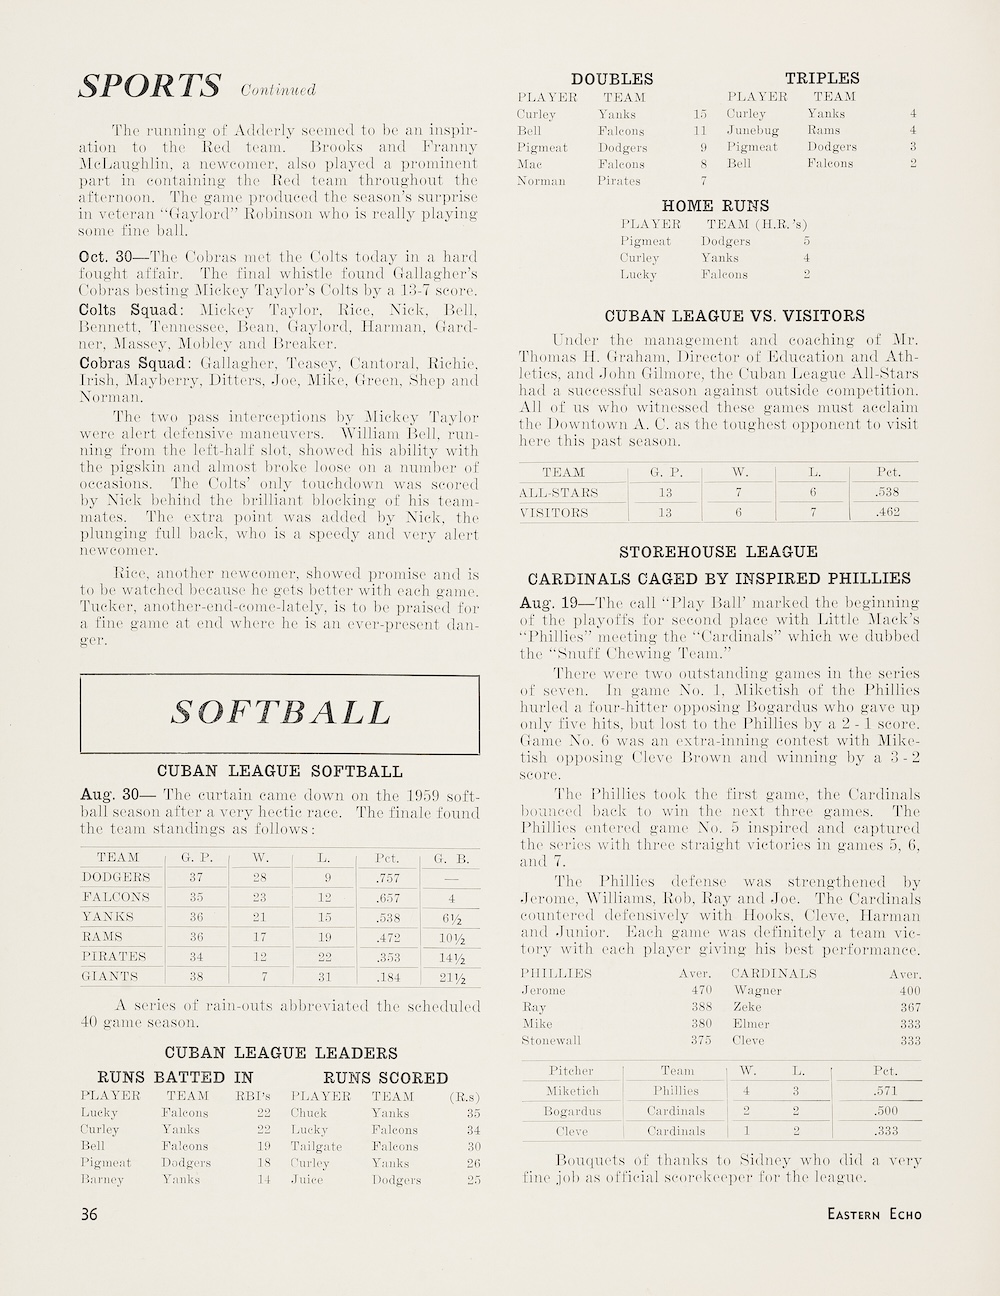 SPORTS Continued
The running of Adderly seemed to be an inspir-
ation to the Red team. Brooks and Franny
McLaughlin, a newcomer, also played a prominent
part in containing the Red team throughout the
afternoon. The game produced the season's surprise
in veteran "Gaylord" Robinson who is really playing
some fine ball.
Oct. 30—The Cobras met the Colts today in a hard
fought affair. The final whistle found Gallagher's
Cobras besting Mickey Taylor's Colts by a 13-7 score.
Colts Squad: Mickey Taylor, Rice, Nick, Bell,
Bennett, Tennessee, Bean, Gaylord, Harman, Gard-
ner, Massey, Mobley and Breaker.
Cobras Squad: Gallagher, Teasey, Cantoral, Richie,
Irish, Mayberry, Ditters, Joe, Mike, Green, Shep and
Norman.
The two pass interceptions by Mickey Taylor
were alert defensive maneuvers. William Bell, run-
ning from the left-half slot, showed his ability with
the pigskin and almost broke loose on a number of
occasions. The Colts' only touchdown was scored
by Nick behind the brilliant blocking of his team-
mates. The extra point was added by Nick, the
plunging full back, who is a speedy and very alert
newcomer.
Rice, another newcomer, showed promise and is
to be watched because he gets better with each game.
Tucker, another-end-come-lately, is to be praised for
a fine game at end where he is an ever-present dan-
ger.
SOFTBALL
CUBAN LEAGUE SOFTBALL
Aug. 30— The curtain came down on the 1959 soft-
ball season after a very hectic race. The finale found
the team standings as follows:
TEAM G. P. W. L. Pct. G. B.
DODGERS 37 28 9 .757 —
FALCONS 35 23 12 .657 4
YANKS 36 21 15 .538 6½
RAMS 36 17 19 .472 10½
PIRATES 34 12 22 .353 14½
GIANTS 38 7 31 .184 21½
A series of rain-outs abbreviated the scheduled
40 game season.
CUBAN LEAGUE LEADERS
RUNS BATTED IN RUNS SCORED
PLAYER TEAM RBI's PLAYER TEAM (R.s)
Lucky Falcons 22 Chuck Yanks 35
Curley Yanks 22 Lucky Falcons 34
Bell Falcons 19 Tailgate Falcons 30
Pigmeat Dodgers 18 Curley Yanks 26
Barney Yanks 14 Juice Dodgers 25
36
DOUBLES TRIPLES
PLAYER TEAM PLAYER TEAM
Curley Yanks 15 Curley Yanks 4
Bell Falcons 11 Junebug Rams 4
Pigmeat Dodgers 9 Pigmeat Dodgers 3
Mac Falcons 8 Bell Falcons 2
Norman Pirates 7
HOME RUNS
PLAYER TEAM (H.R.'s)
Pigmeat Dodgers 5
Curley Yanks 4
Lucky Falcons 2
CUBAN LEAGUE VS. VISITORS
Under the management and coaching of Mr.
Thomas H. Graham, Director of Education and Ath-
letics, and John Gilmore, the Cuban League All-Stars
had a successful season against outside competition.
All of us who witnessed these games must acclaim
the Downtown A. C. as the toughest opponent to visit
here this past season.
TEAM G. P. W. L. Pct.
ALL-STARS 13 7 6 .538
VISITORS 13 6 7 .462
STOREHOUSE LEAGUE
CARDINALS CAGED BY INSPIRED PHILLIES
Aug. 19—The call "Play Ball' marked the beginning
of the playoffs for second place with Little Mack's
"Phillies" meeting the "Cardinals" which we dubbed
the "Snuff Chewing Team."
There were two outstanding games in the series
of seven. In game No. 1, Miketish of the Phillies
hurled a four-hitter opposing Bogardus who gave up
only five hits, but lost to the Phillies by a 2 - 1 score.
Game No. 6 was an extra-inning contest with Mike-
tish opposing Cleve Brown and winning by a 3 - 2
score.
The Phillies took the first game, the Cardinals
bounced back to win the next three games. The
Phillies entered game No. 5 inspired and captured
the series with three straight victories in games 5, 6,
and 7.
The Phillies defense was strengthened by
Jerome, Williams, Rob, Ray and Joe. The Cardinals
countered defensively with Hooks, Cleve, Harman
and Junior. Each game was definitely a team vic-
tory with each player giving his best performance.
PHILLIES Aver. CARDINALS Aver.
Jerome 470 Wagner 400
Ray 388 Zeke 367
Mike 380 Elmer 333
Stonewall 375 Cleve 333
Pitcher Team W. L. Pct.
Miketich Phillies 4 3 .571
Bogardus Cardinals 2 2 .500
Cleve Cardinals 1 2 .333
Bouquets of thanks to Sidney who did a very
fine job as official scorekeeper for the league.
EASTERN ECHO